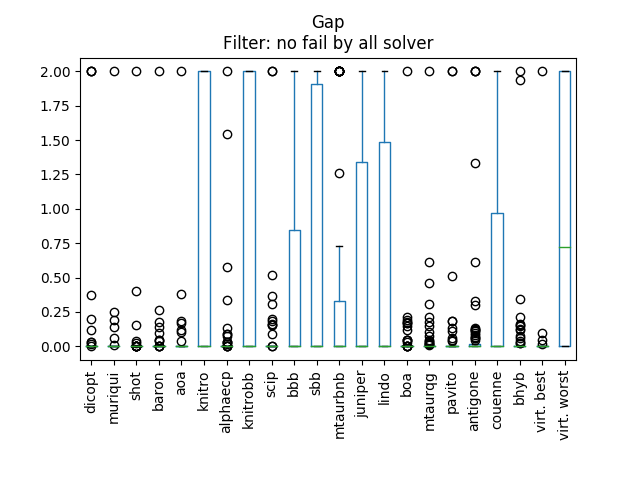 Gap
Filter: no fail by all solver
2.00
1.75
1.50
1.25
1.00
0.75
0.50
0.25
0.00
dicopt
muriqui
shot
baron
aoa
knitro
alphaecp
knitrobb
scip
bbb
sbb
mtaurbnb
juniper
lindo
boa
mtaurqg
pavito
antigone
couenne
bhyb
virt. best
virt. worst